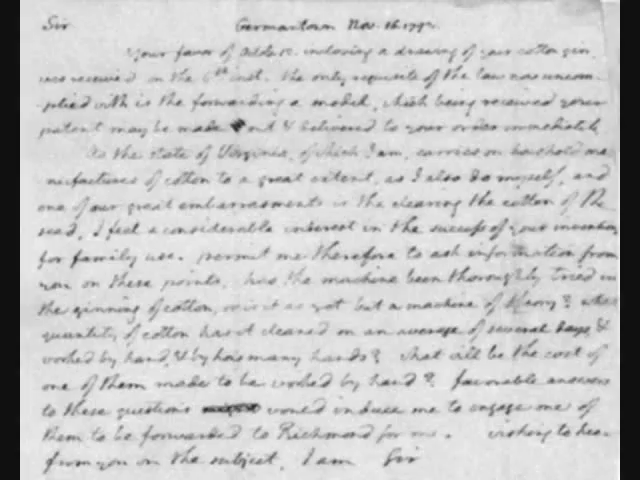 Sir Germantown Nov. 16. 1793.
Your favor of Octob. 15. inclosing a drawing of your cotton gin,
was received on the 6th inst. the only requisite of the law now uncom-
plied with is the forwarding a model, which being received your
patent may be made out & delivered to your order immediately.
As the state of Virginia, of which I am, carries on houshold ma-
nufactures of cotton to a great extent, as I also do myself, and
one of our great embarrasments is the clearing the cotton of the
seed, I feel a considerable interest in the success of your invention
for family use. permit me therefore to ask information from
you on these points. has the machine been thoroughly tried in
the ginning of cotton, or is it as yet but a machine of theory? what
quantity of cotton has it cleaned on an average of several days, &
worked by hand, & by how many hands? what will be the cost of
one of them made to be worked by hand? favorable answers
to these questions would induce me to engage one of
them to be forwarded to Richmond for me. wishing to hear
from you on the subject, I am Sir